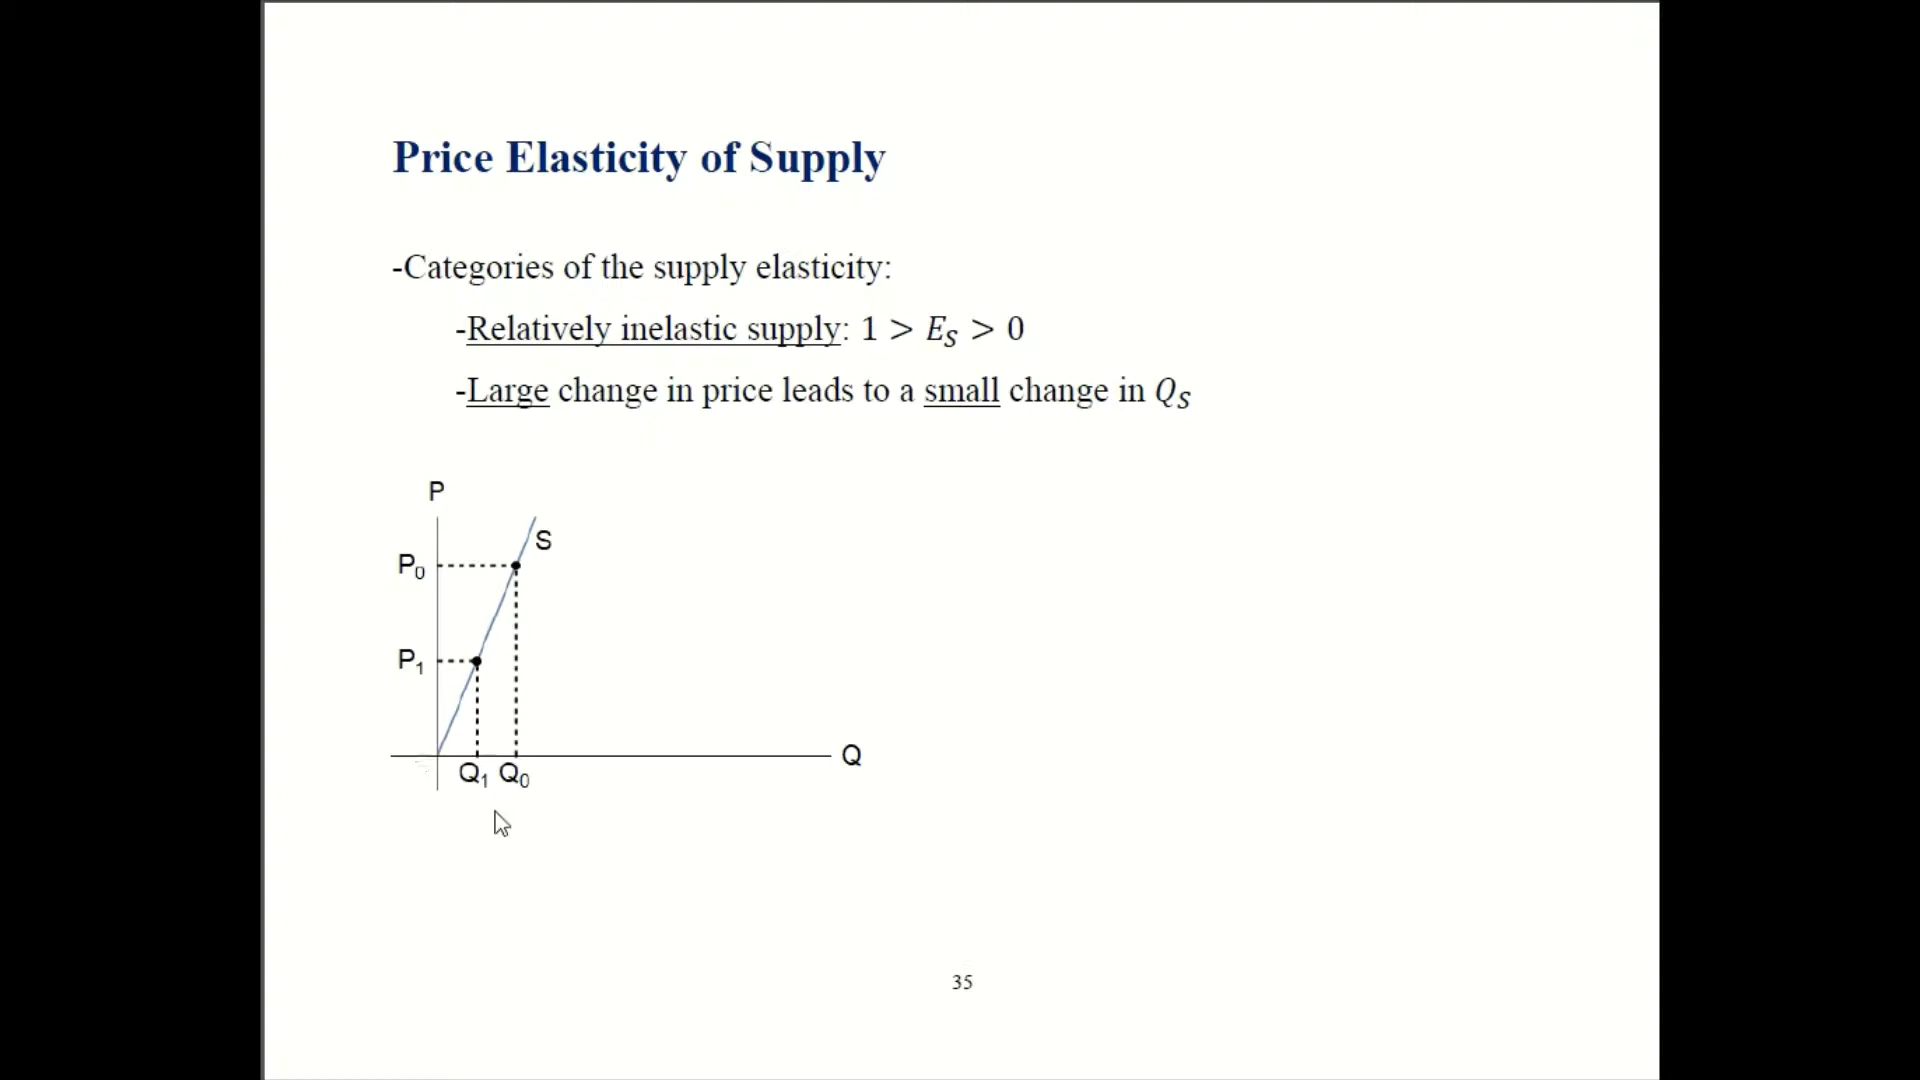 Price Elasticity of Supply
-Categories of the supply elasticity:
-Relatively inelastic supply: 1 > E_S > 0
-Large change in price leads to a small change in Q_S
P
S
P₀
P₁
Q
Q₁ Q₀
35